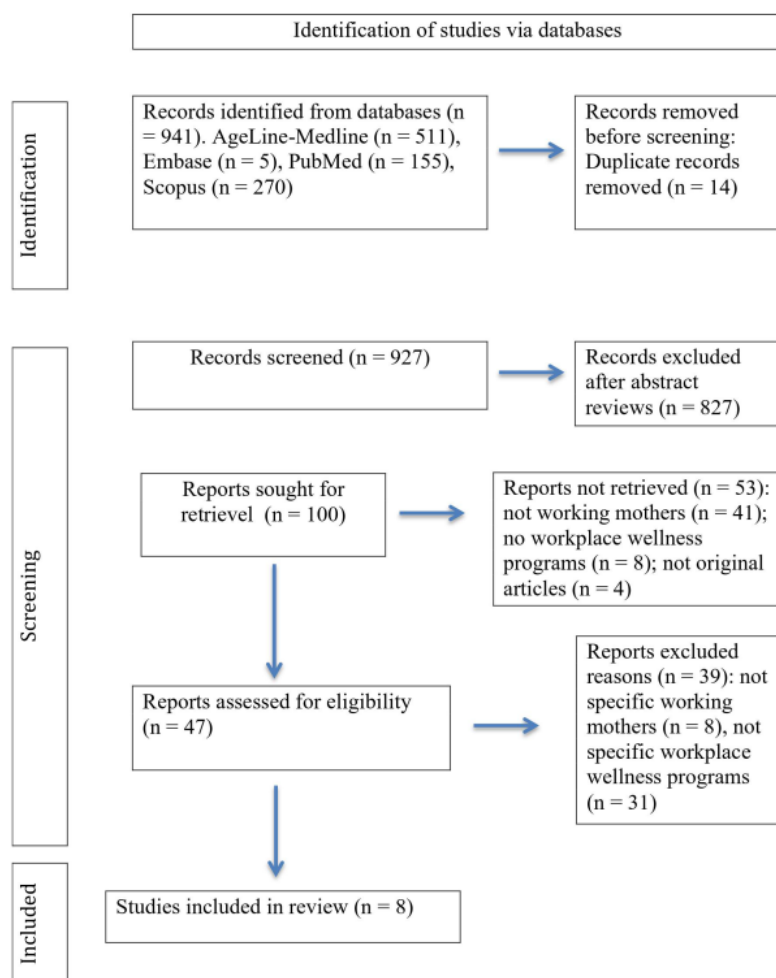 Identification of studies via databases
Identification
Records identified from databases (n
= 941). AgeLine-Medline (n = 511),
Embase (n = 5), PubMed (n = 155),
Scopus (n = 270)
Records removed
before screening:
Duplicate records
removed (n = 14)
Screening
Records screened (n = 927)
Records excluded
after abstract
reviews (n = 827)
Reports sought for
retrievel (n = 100)
Reports not retrieved (n = 53):
not working mothers (n = 41);
no workplace wellness
programs (n = 8); not original
articles (n = 4)
Reports assessed for eligibility
(n = 47)
Reports excluded
reasons (n = 39): not
specific working
mothers (n = 8), not
specific workplace
wellness programs
(n = 31)
Included
Studies included in review (n = 8)